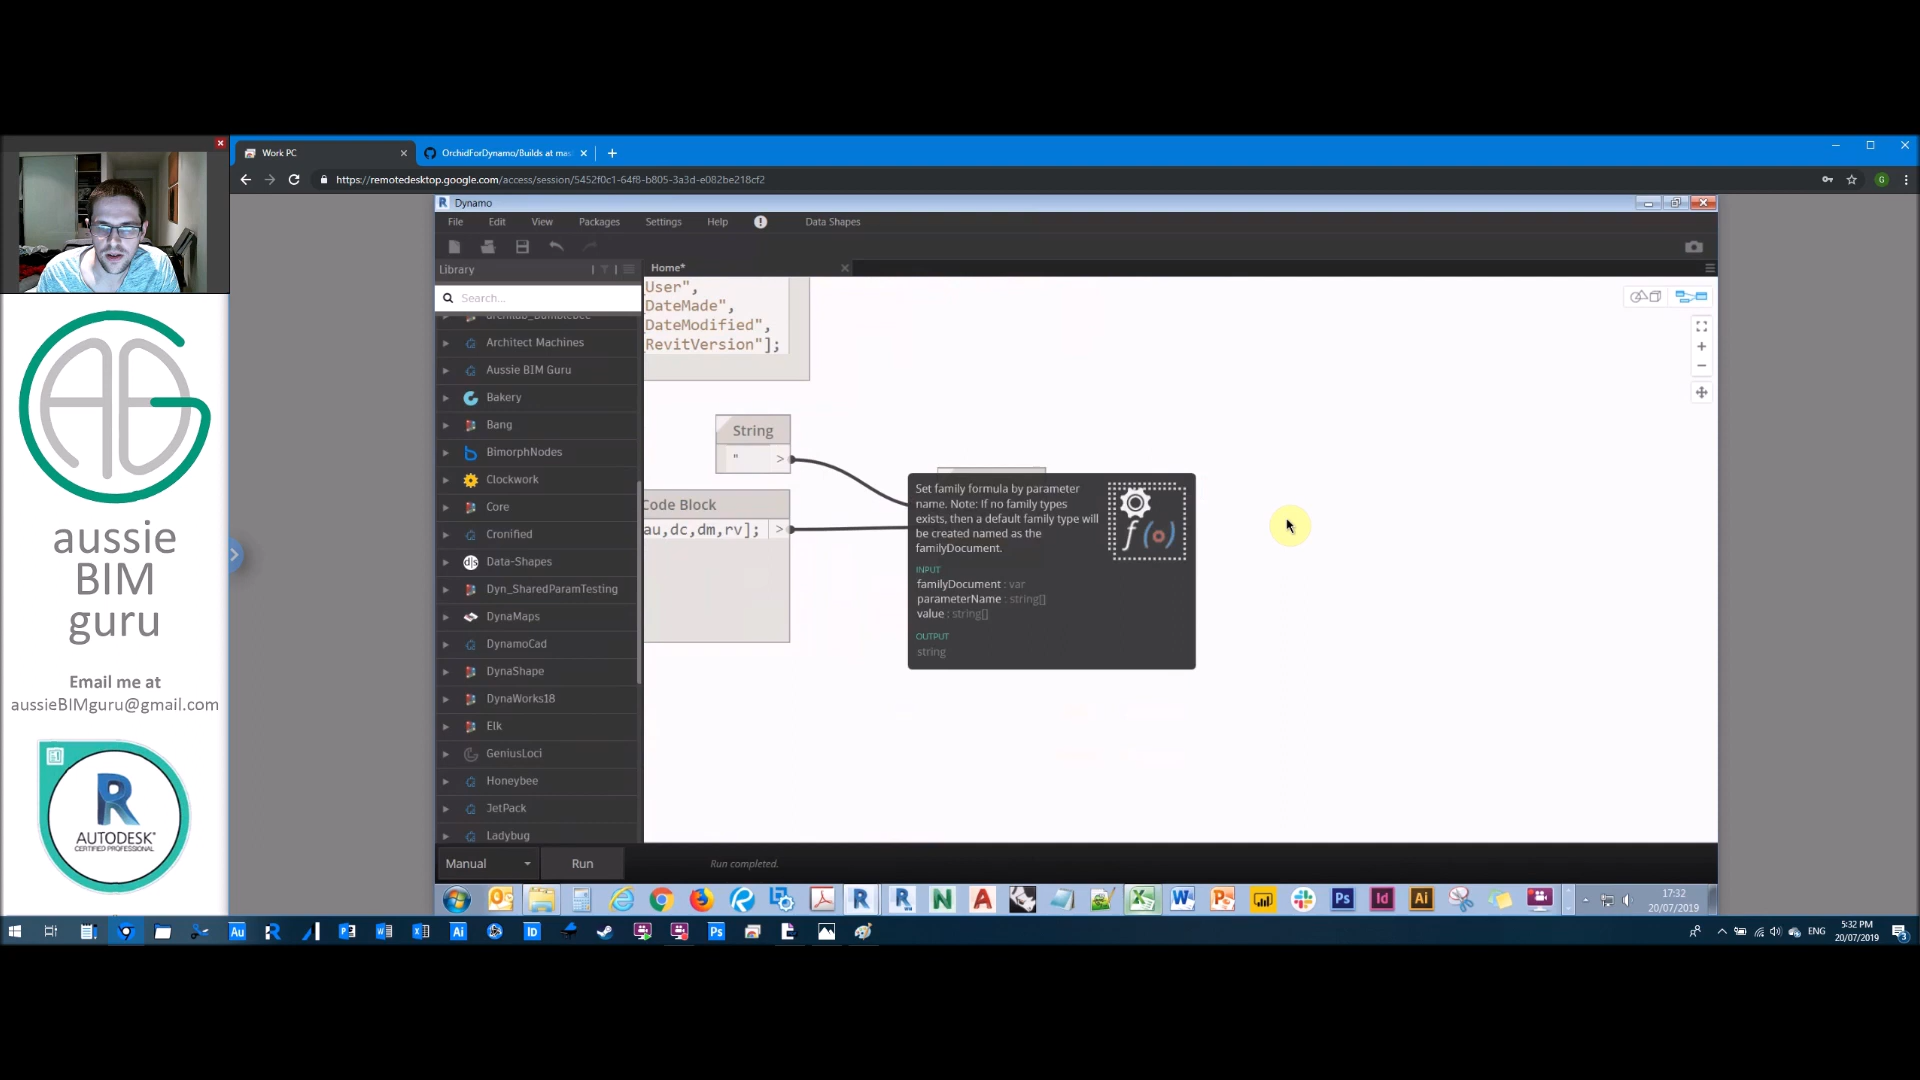 Work PC
OrchidForDynamo/Builds at mas
https://remotedesktop.google.com/access/session/5452f0c1-64f8-b805-3a3d-e082be218cf2
G
R Dynamo
File Edit View Packages Settings Help Data Shapes
Library
Home*
Search...
Architect Machines
Aussie BIM Guru
Bakery
Bang
BimorphNodes
Clockwork
Core
Cronified
Data-Shapes
Dyn_SharedParamTesting
DynaMaps
DynamoCad
DynaShape
DynaWorks18
Elk
GeniusLoci
Honeybee
JetPack
Ladybug
User",
DateMade",
DateModified",
RevitVersion"];
String
" >
Code Block
au,dc,dm,rv]; >
Set family formula by parameter
name. Note: If no family types
exists, then a default family type will
be created named as the
familyDocument.
f(o)
INPUT
familyDocument : var
parameterName : string[]
value : string[]
OUTPUT
string
Manual
Run
Run completed.
17:32
20/07/2019
ENG
5:32 PM
20/07/2019
aussie
BIM
guru
Email me at
aussieBIMguru@gmail.com
R
AUTODESK
CERTIFIED PROFESSIONAL